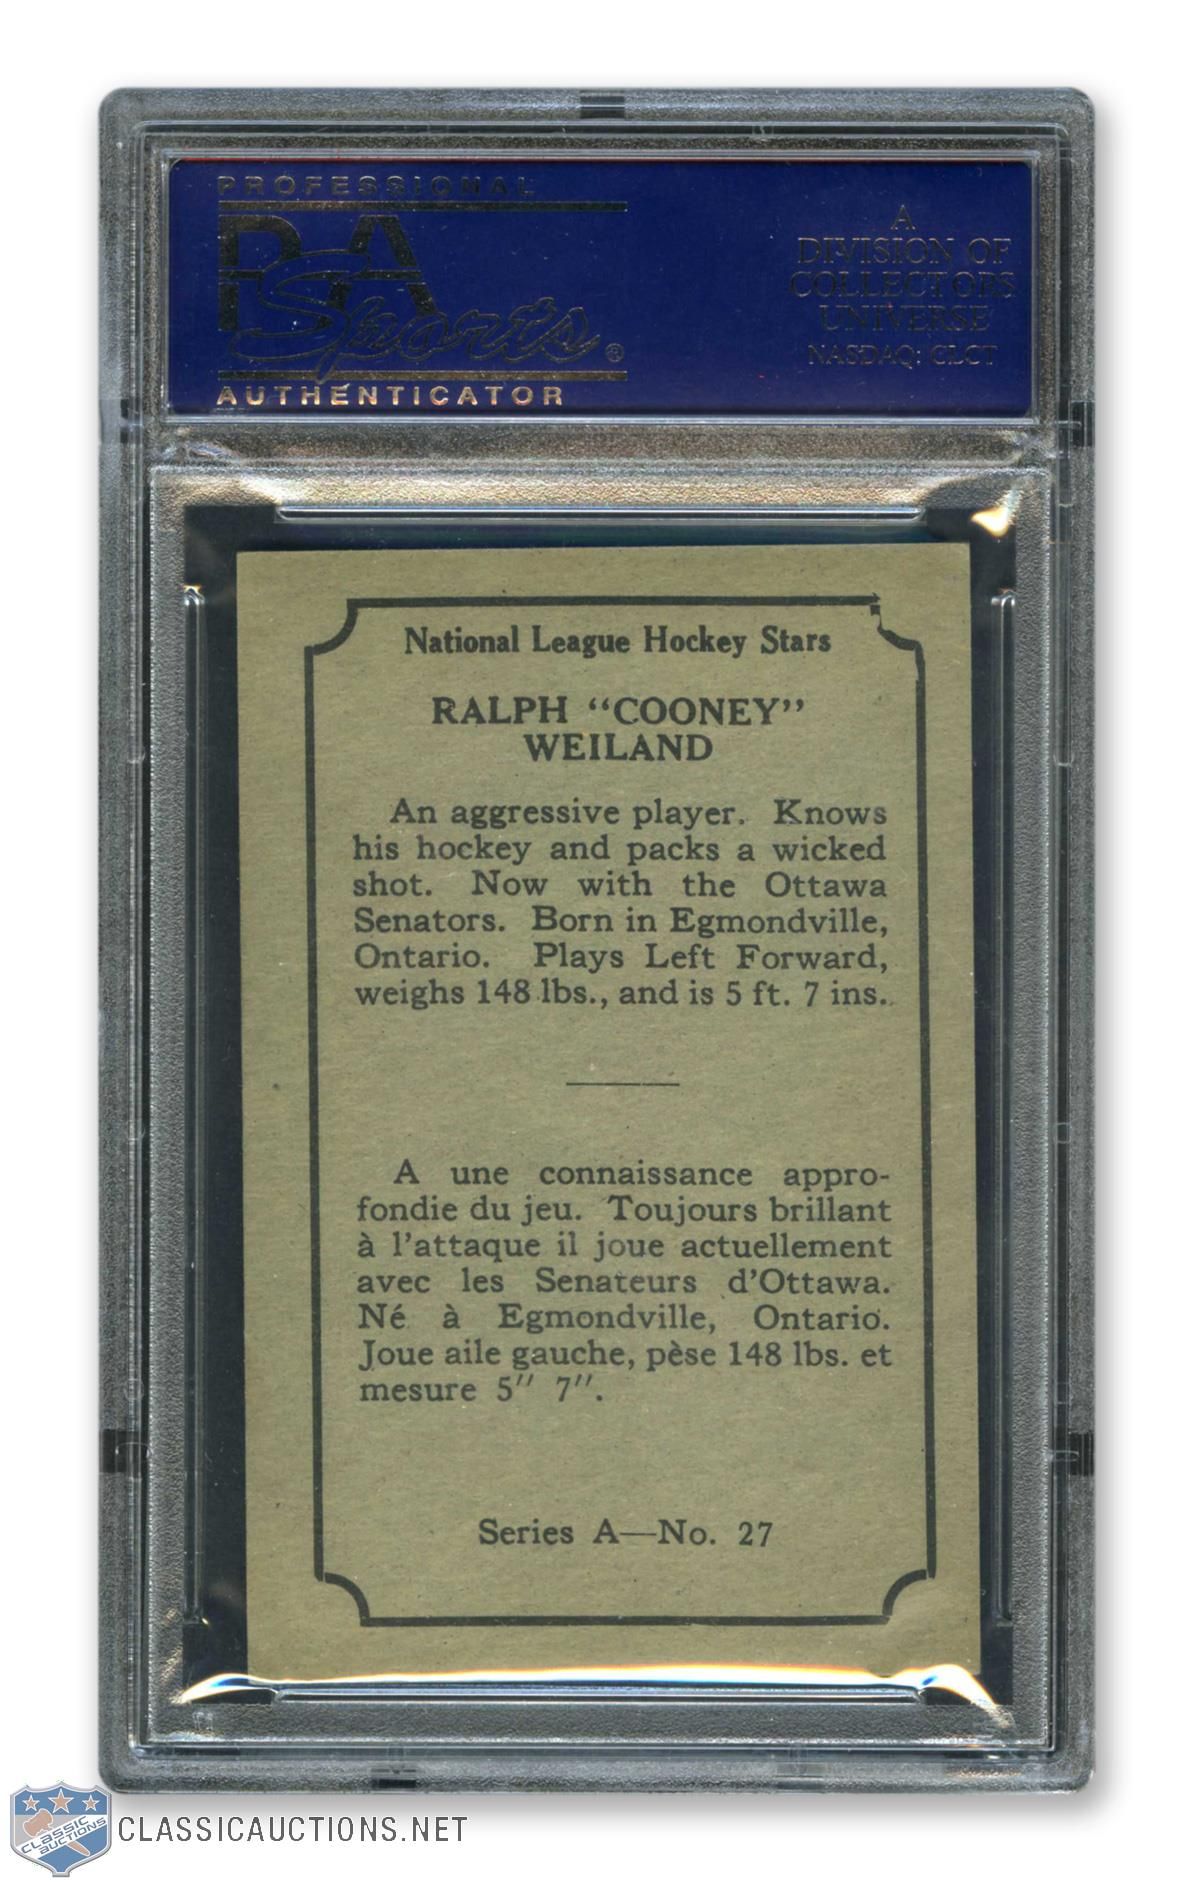 PROFESSIONAL
PSA
Sports®
AUTHENTICATOR
A
DIVISION OF
COLLECTORS
UNIVERSE
NASDAQ: CLCT
National League Hockey Stars
RALPH "COONEY"
WEILAND
An aggressive player. Knows
his hockey and packs a wicked
shot. Now with the Ottawa
Senators. Born in Egmondville,
Ontario. Plays Left Forward,
weighs 148 lbs., and is 5 ft. 7 ins.
A une connaissance appro-
fondie du jeu. Toujours brillant
à l'attaque il joue actuellement
avec les Senateurs d'Ottawa.
Né à Egmondville, Ontario.
Joue aile gauche, pèse 148 lbs. et
mesure 5″ 7″.
Series A—No. 27
CLASSIC
AUCTIONS
CLASSICAUCTIONS.NET